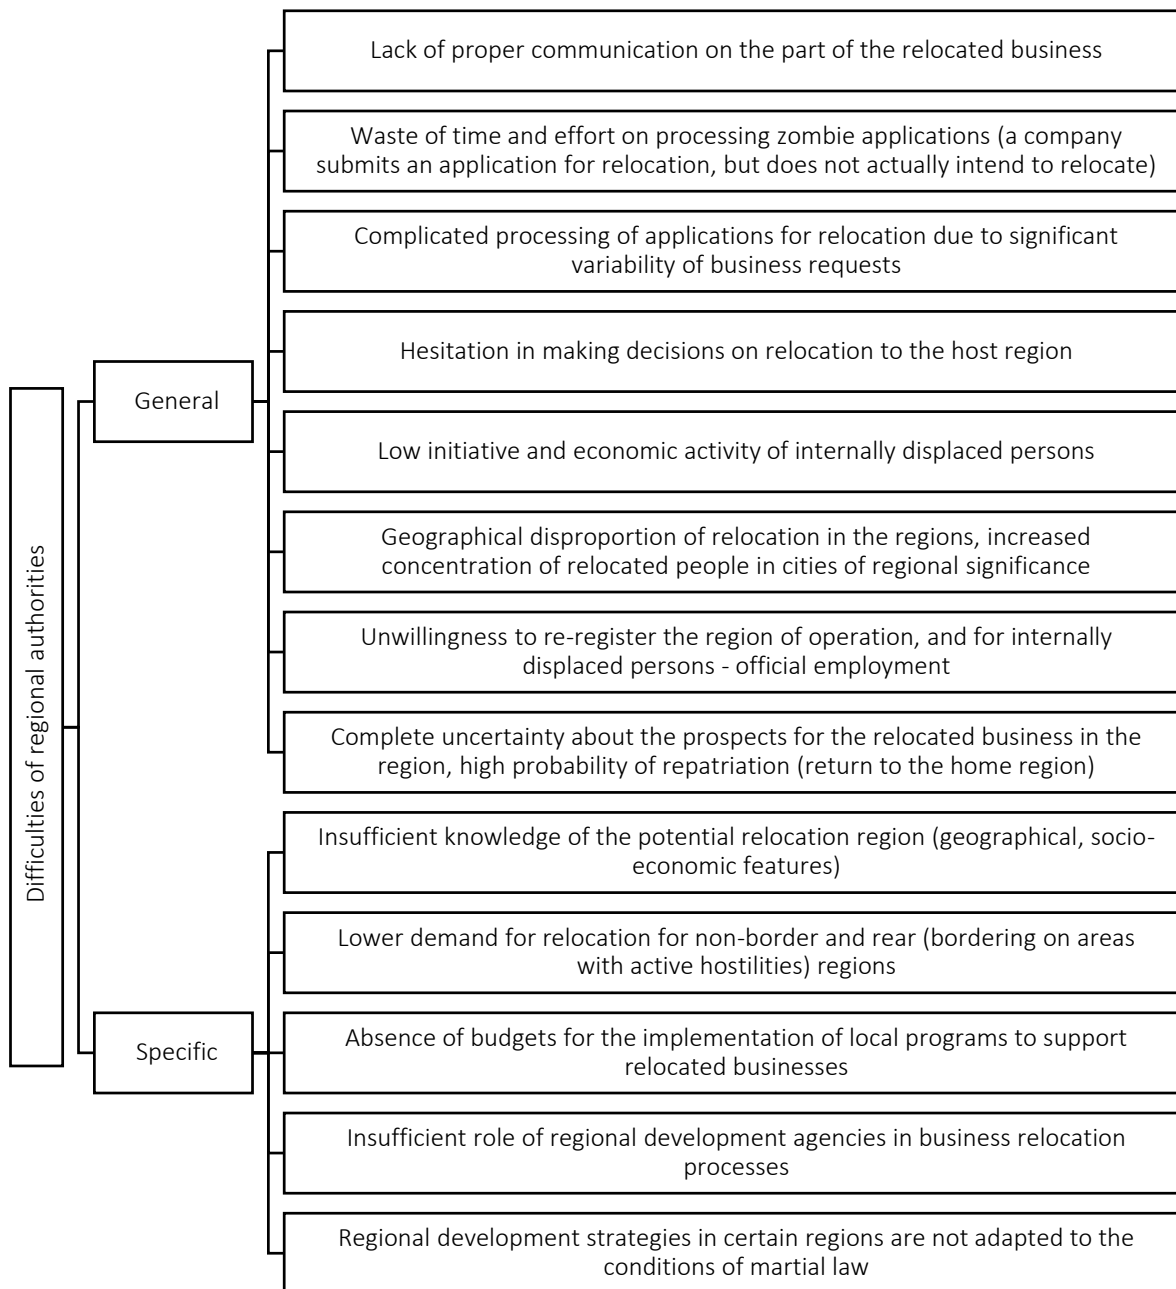 Difficulties of regional authorities
General
Lack of proper communication on the part of the relocated business
Waste of time and effort on processing zombie applications (a company
submits an application for relocation, but does not actually intend to relocate)
Complicated processing of applications for relocation due to significant
variability of business requests
Hesitation in making decisions on relocation to the host region
Low initiative and economic activity of internally displaced persons
Geographical disproportion of relocation in the regions, increased
concentration of relocated people in cities of regional significance
Unwillingness to re-register the region of operation, and for internally
displaced persons - official employment
Complete uncertainty about the prospects for the relocated business in the
region, high probability of repatriation (return to the home region)
Specific
Insufficient knowledge of the potential relocation region (geographical, socio-
economic features)
Lower demand for relocation for non-border and rear (bordering on areas
with active hostilities) regions
Absence of budgets for the implementation of local programs to support
relocated businesses
Insufficient role of regional development agencies in business relocation
processes
Regional development strategies in certain regions are not adapted to the
conditions of martial law